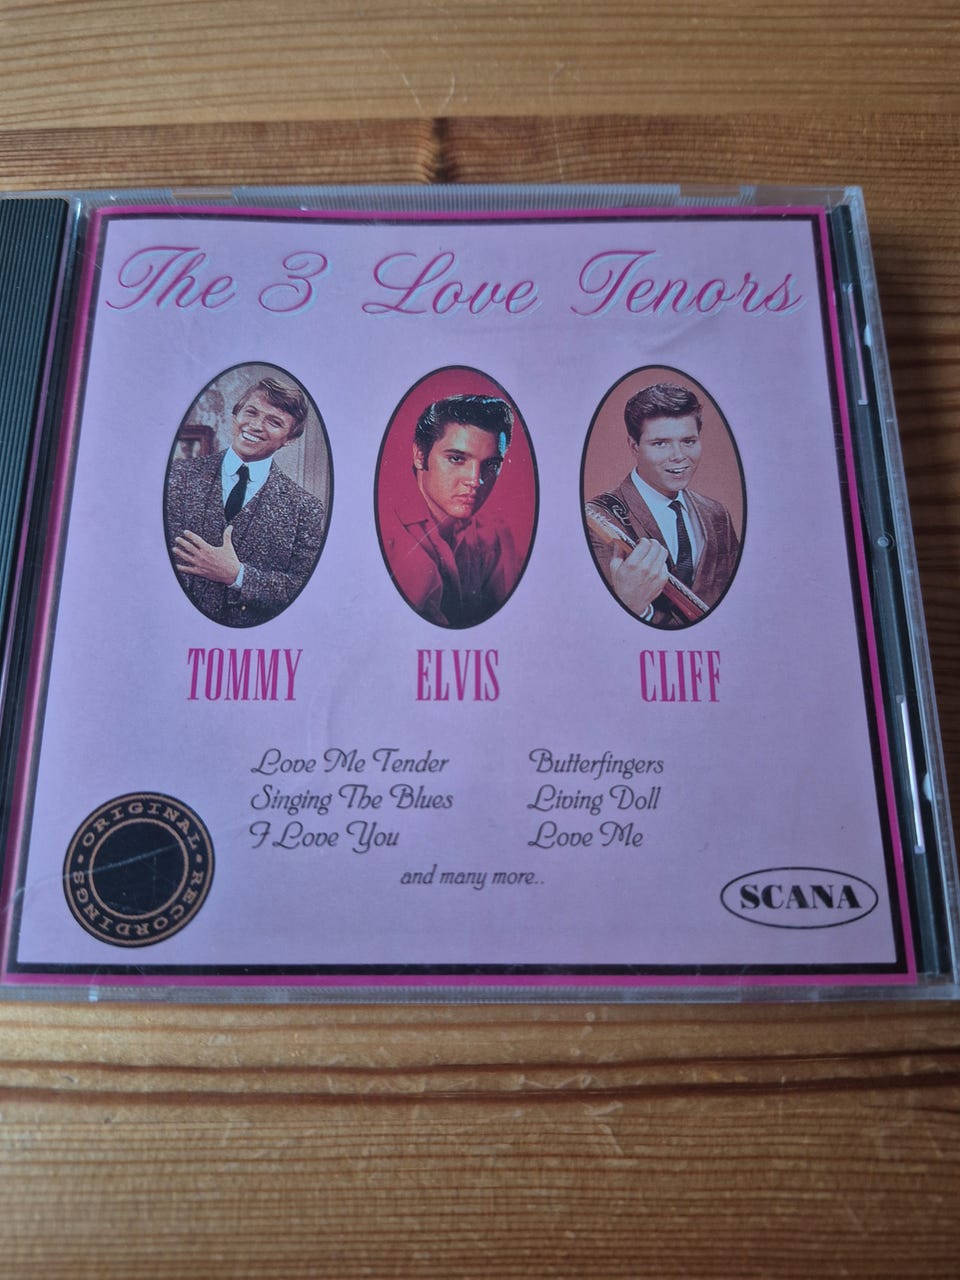 The 3 Love Tenors
TOMMY ELVIS CLIFF
Love Me Tender Butterfingers
Singing The Blues Living Doll
I Love You Love Me
and many more..
ORIGINAL RECORDINGS
SCANA